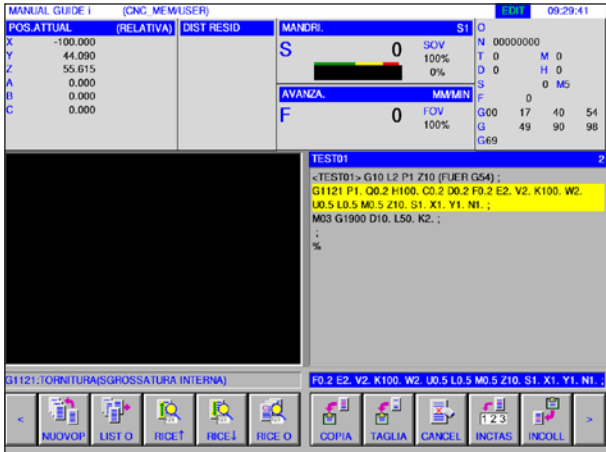 MANUAL GUIDE i (CNC_MEM/USER) EDIT 09:29:41
POS.ATTUAL (RELATIVA) DIST RESID MANDRI. S1 O
X -100.000
Y 44.090
Z 55.615
A 0.000
B 0.000
C 0.000
S 0 SOV
100%
0%
AVANZA. MM/MIN
F 0 FOV
100%
N 00000000
T 0 M 0
D 0 H 0
S 0 M5
F 0
G00 17 40 54
G 49 90 98
G69
TEST01 2
<TEST01> G10 L2 P1 Z10 (FUER G54) ;
G1121 P1. Q0.2 H100. C0.2 D0.2 F0.2 E2. V2. K100. W2.
U0.5 L0.5 M0.5 Z10. S1. X1. Y1. N1. ;
M03 G1900 D10. L50. K2. ;
;
%
G1121:TORNITURA(SGROSSATURA INTERNA)
F0.2 E2. V2. K100. W2. U0.5 L0.5 M0.5 Z10. S1. X1. Y1. N1. ;
< NUOVOP LIST O RICE↑ RICE↓ RICE O COPIA TAGLIA CANCEL INCTAS INCOLL >